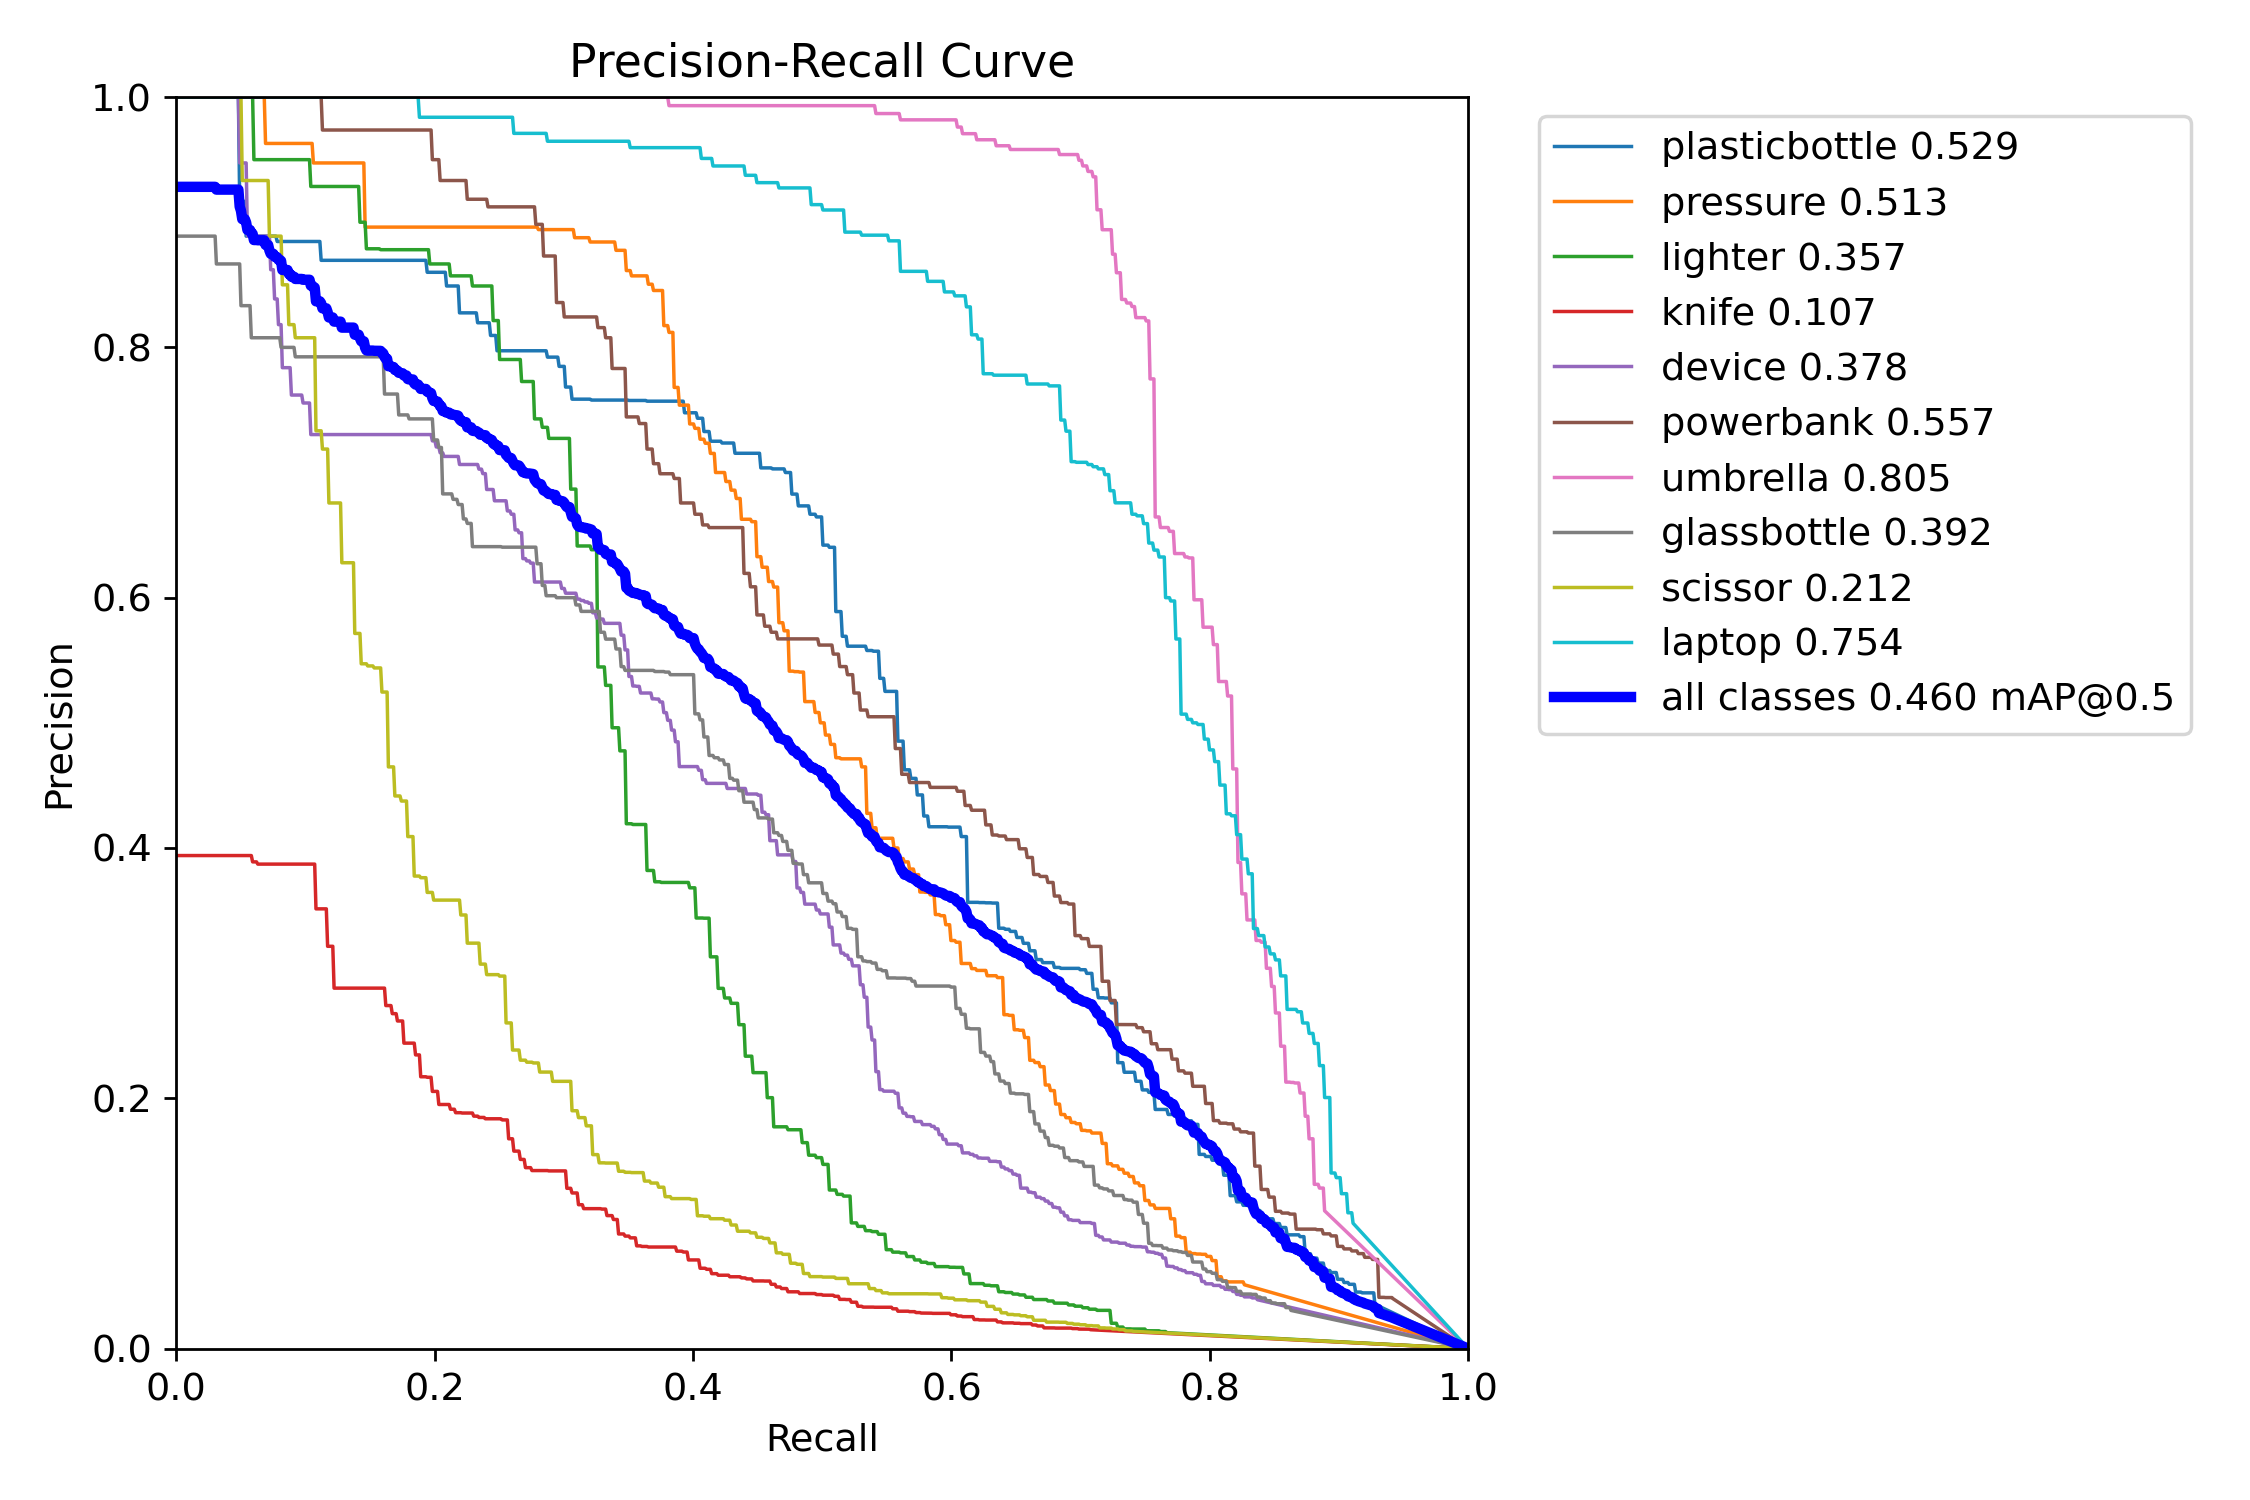 Precision-Recall Curve
1.0
0.8
0.6
0.4
0.2
0.0
Precision
0.0 0.2 0.4 0.6 0.8 1.0
Recall
plasticbottle 0.529
pressure 0.513
lighter 0.357
knife 0.107
device 0.378
powerbank 0.557
umbrella 0.805
glassbottle 0.392
scissor 0.212
laptop 0.754
all classes 0.460 mAP@0.5